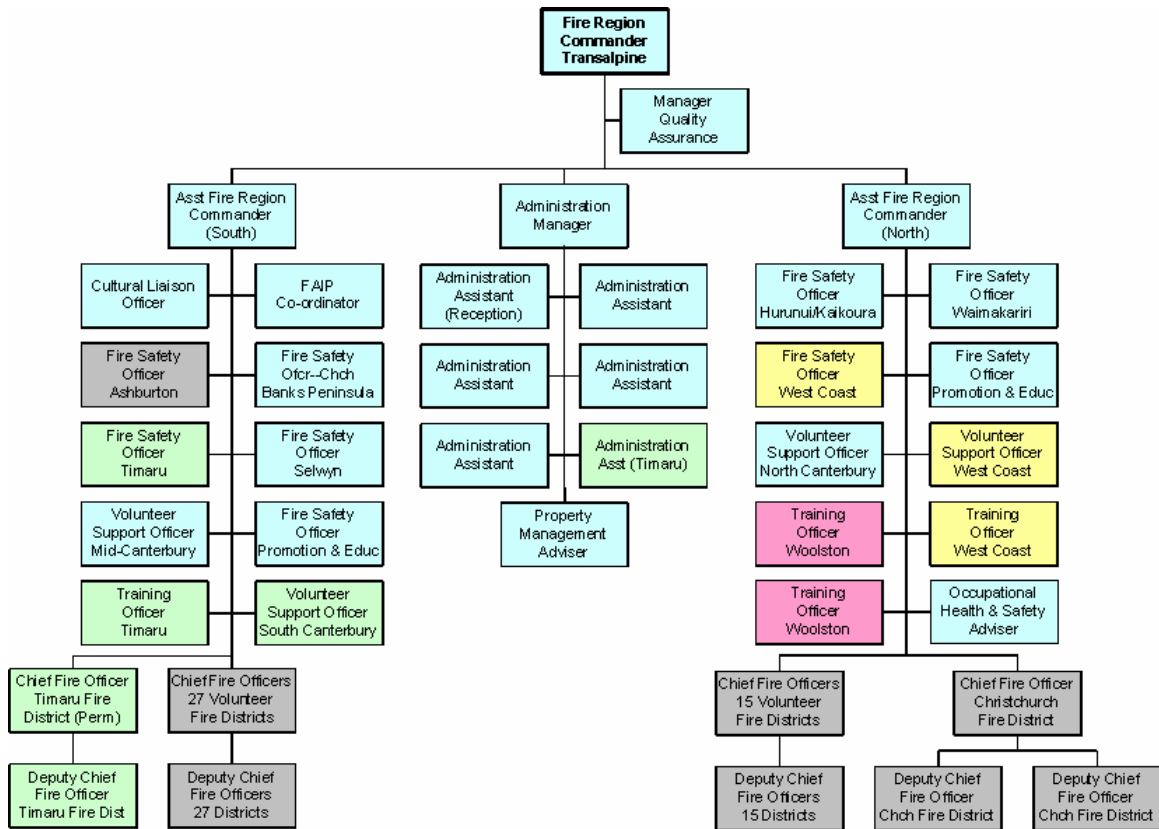 Fire Region
Commander
Transalpine
Manager
Quality
Assurance
Asst Fire Region
Commander
(South)
Administration
Manager
Asst Fire Region
Commander
(North)
Cultural Liaison
Officer
FAIP
Co-ordinator
Administration
Assistant
(Reception)
Administration
Assistant
Fire Safety
Officer
Hurunui/Kaikoura
Fire Safety
Officer
Waimakariri
Fire Safety
Officer
Ashburton
Fire Safety
Ofcr--Chch
Banks Peninsula
Administration
Assistant
Administration
Assistant
Fire Safety
Officer
West Coast
Fire Safety
Officer
Promotion & Educ
Fire Safety
Officer
Timaru
Fire Safety
Officer
Selwyn
Administration
Assistant
Administration
Asst (Timaru)
Volunteer
Support Officer
North Canterbury
Volunteer
Support Officer
West Coast
Volunteer
Support Officer
Mid-Canterbury
Fire Safety
Officer
Promotion & Educ
Property
Management
Adviser
Training
Officer
Woolston
Training
Officer
West Coast
Training
Officer
Timaru
Volunteer
Support Officer
South Canterbury
Training
Officer
Woolston
Occupational
Health & Safety
Adviser
Chief Fire Officer
Timaru Fire
District (Perm)
Chief Fire Officers
27 Volunteer
Fire Districts
Chief Fire Officers
15 Volunteer
Fire Districts
Chief Fire Officer
Christchurch
Fire District
Deputy Chief
Fire Officer
Timaru Fire Dist
Deputy Chief
Fire Officers
27 Districts
Deputy Chief
Fire Officers
15 Districts
Deputy Chief
Fire Officer
Chch Fire District
Deputy Chief
Fire Officer
Chch Fire District